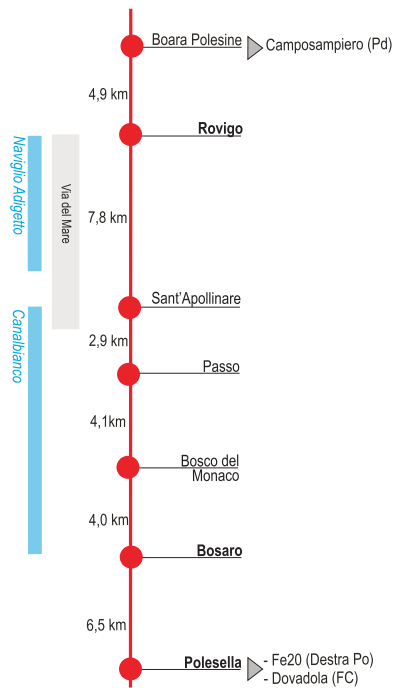 Boara Polesine
Camposampiero (Pd)
4,9 km
Rovigo
Naviglio Adigetto
Via del Mare
7,8 km
Sant'Apollinare
Canalbianco
2,9 km
Passo
4,1km
Bosco del
Monaco
4,0 km
Bosaro
6,5 km
Polesella
- Fe20 (Destra Po)
- Dovadola (FC)